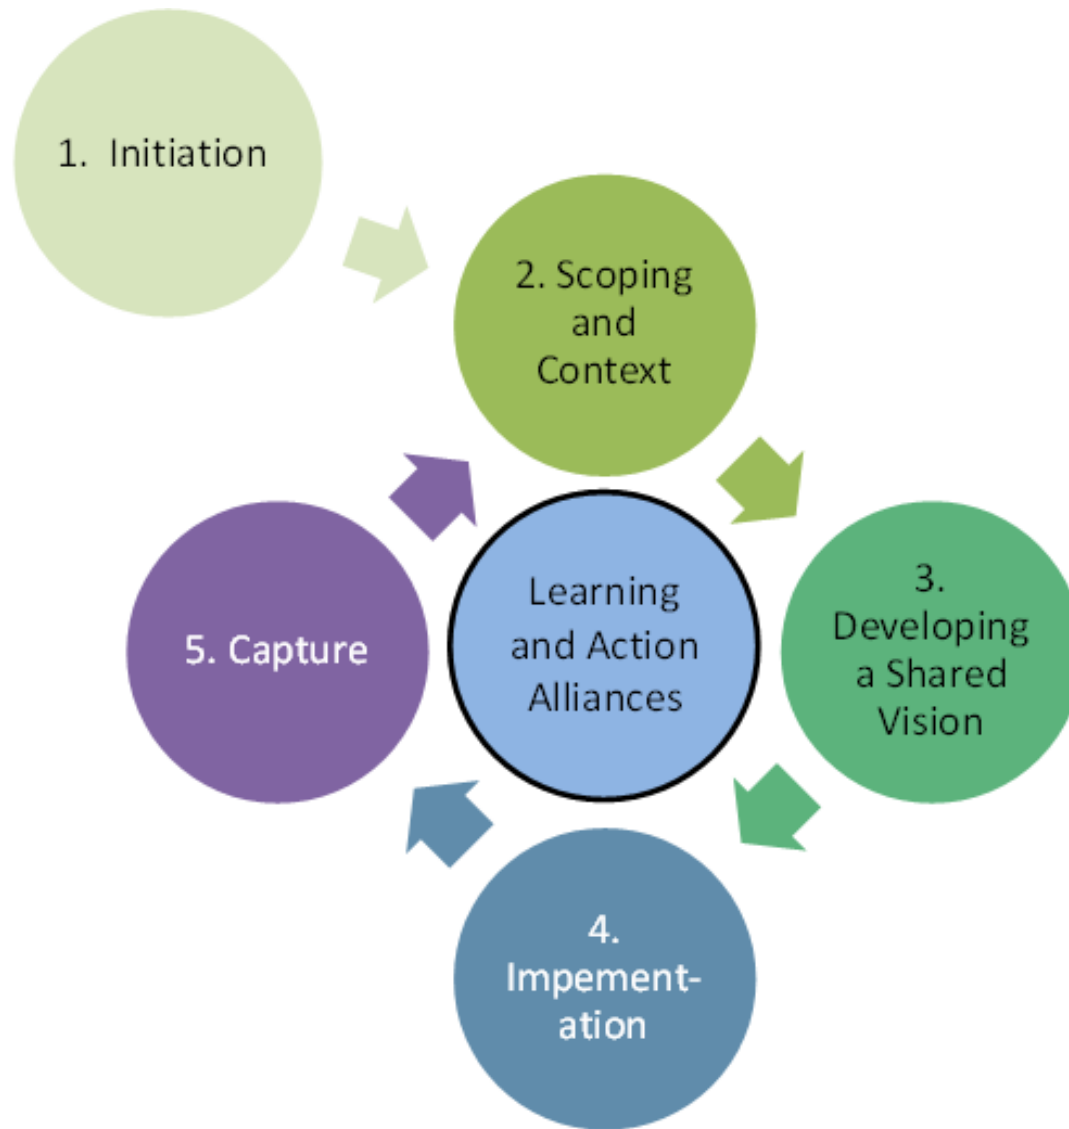 1.  Initiation
2. Scoping
and
Context
3.
Developing
a Shared
Vision
Learning
and Action
Alliances
5. Capture
4.
Impement-
ation